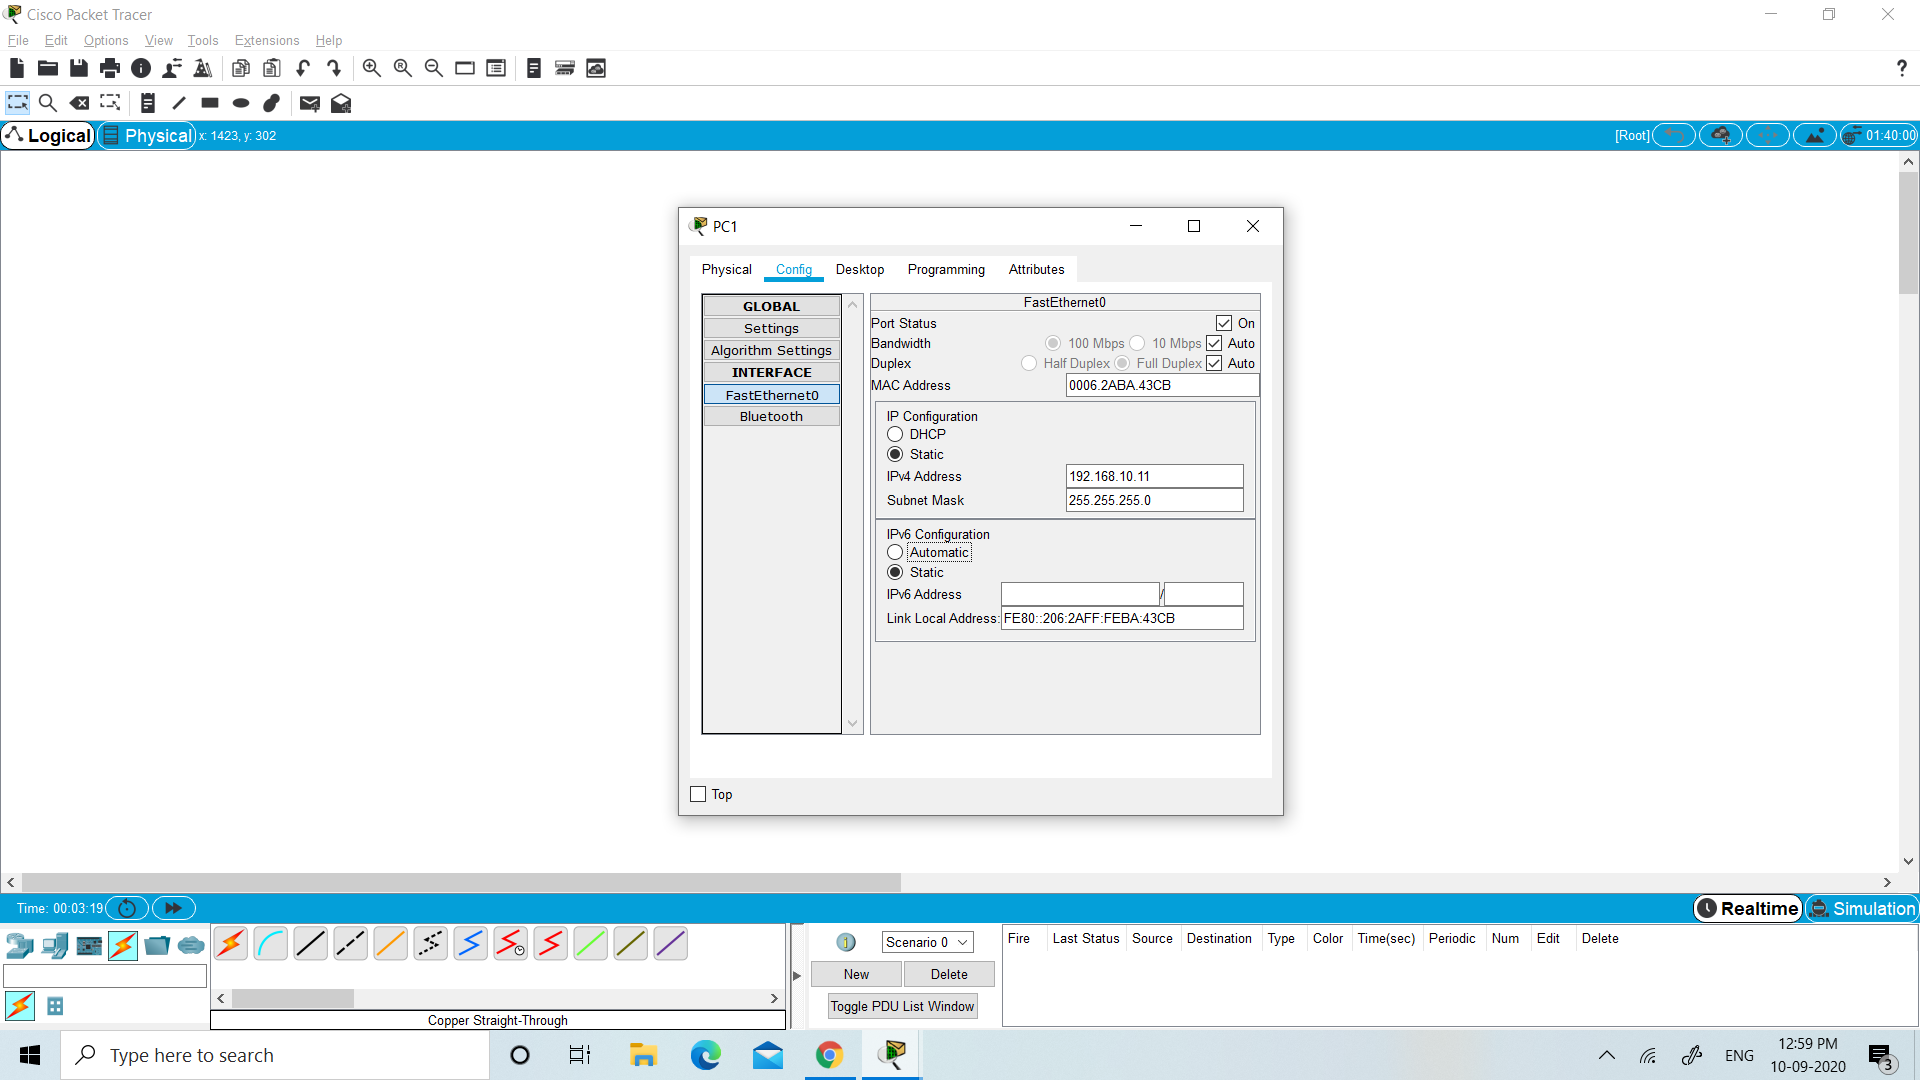 Cisco Packet Tracer
File Edit Options View Tools Extensions Help
?
Logical Physical x: 1423, y: 302 [Root] 01:40:00
PC1
Physical Config Desktop Programming Attributes
GLOBAL
Settings
Algorithm Settings
INTERFACE
FastEthernet0
Bluetooth
FastEthernet0
Port Status On
Bandwidth 100 Mbps 10 Mbps Auto
Duplex Half Duplex Full Duplex Auto
MAC Address 0006.2ABA.43CB
IP Configuration
DHCP
Static
IPv4 Address 192.168.10.11
Subnet Mask 255.255.255.0
IPv6 Configuration
Automatic
Static
IPv6 Address /
Link Local Address: FE80::206:2AFF:FEBA:43CB
Top
Time: 00:03:19 Realtime Simulation
Scenario 0
New Delete
Toggle PDU List Window
Fire Last Status Source Destination Type Color Time(sec) Periodic Num Edit Delete
Copper Straight-Through
Type here to search
ENG
12:59 PM
10-09-2020
3